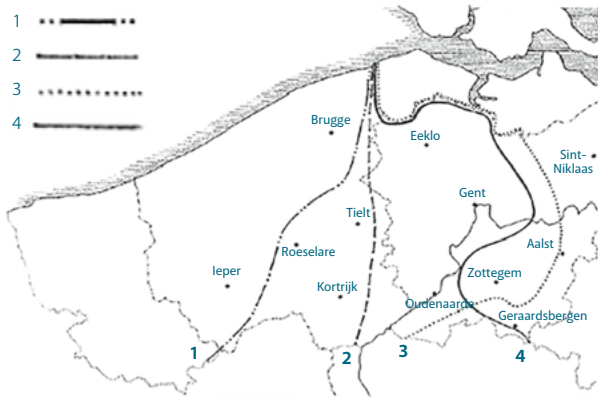 1
2
3
4
Brugge
Eeklo
Sint-
Niklaas
Gent
Tielt
Aalst
Roeselare
Ieper
Zottegem
Kortrijk
Oudenaarde
Geraardsbergen
1
2
3
4